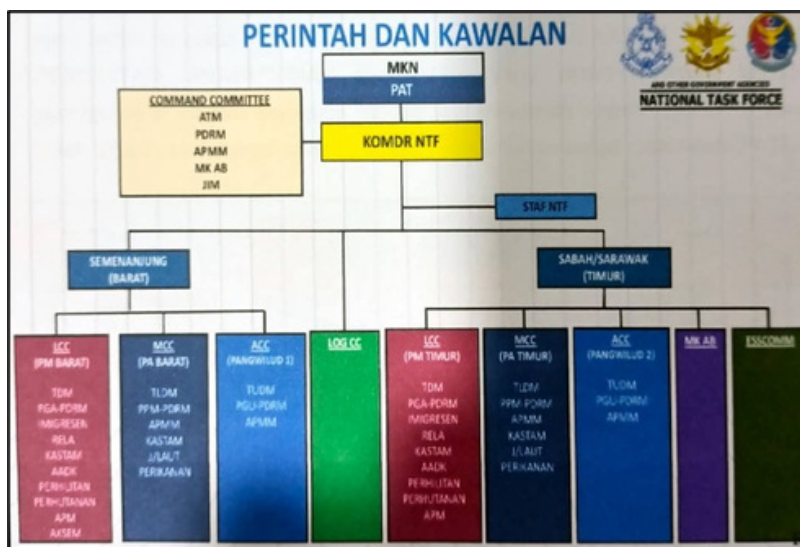 PERINTAH DAN KAWALAN
AND OTHER GOVERNMENT AGENCIES
NATIONAL TASK FORCE
MKN
PAT
COMMAND COMMITTEE
ATM
PDRM
APMM
MK AB
JIM
KOMDR NTF
STAF NTF
SEMENANJUNG
(BARAT)
SABAH/SARAWAK
(TIMUR)
LCC
(PM BARAT)
TDM
PGA-PDRM
IMIGRESEN
RELA
KASTAM
AADK
PERHILITAN
PERHUTANAN
APM
AKSEM
MCC
(PA BARAT)
TLDM
PPM-PDRM
APMM
KASTAM
J/LAUT
PERIKANAN
ACC
(PANGWILUD 1)
TUDM
PGU-PDRM
APMM
LOG CC
LCC
(PM TIMUR)
TDM
PGA-PDRM
IMIGRESEN
RELA
KASTAM
AADK
PERHILITAN
PERHUTANAN
APM
MCC
(PA TIMUR)
TLDM
PPM-PDRM
APMM
KASTAM
J/LAUT
PERIKANAN
ACC
(PANGWILUD 2)
TUDM
PGU-PDRM
APMM
MK AB
ESSCOMM